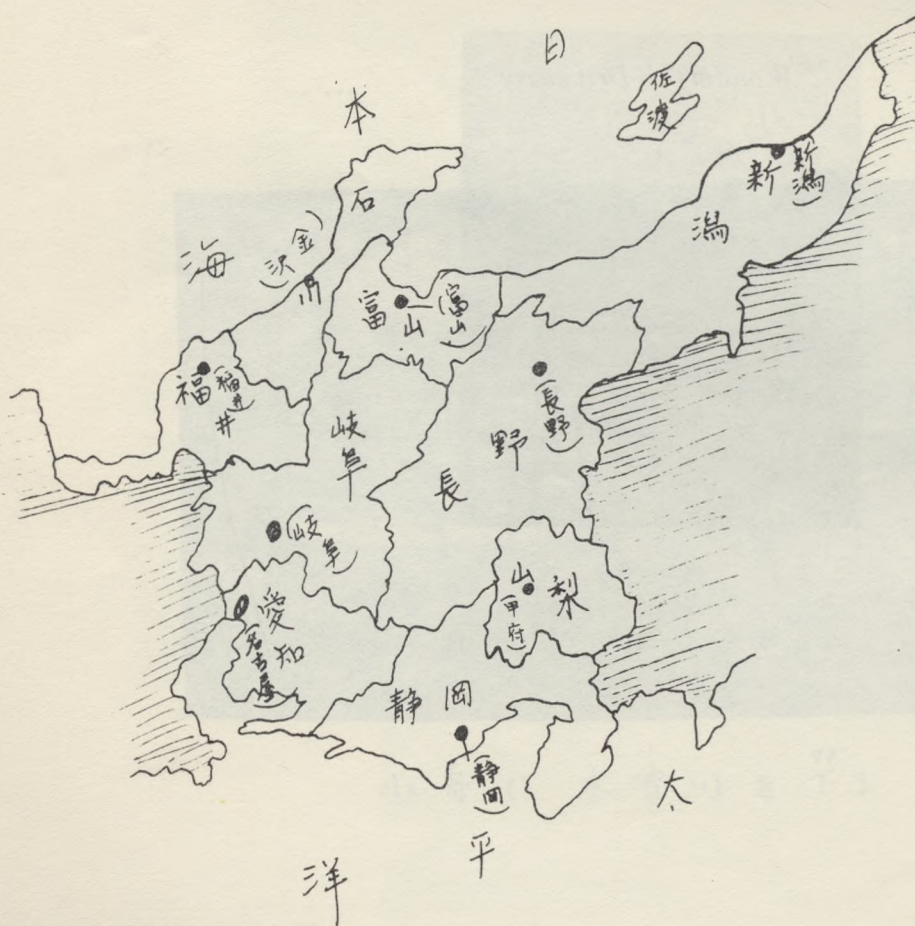 日本海
佐渡
新潟
(新潟)
石川
(金沢)
富山
(富山)
福井
(福井)
岐阜
(岐阜)
長野
(長野)
山梨
(甲府)
愛知
(名古屋)
静岡
(静岡)
太平洋